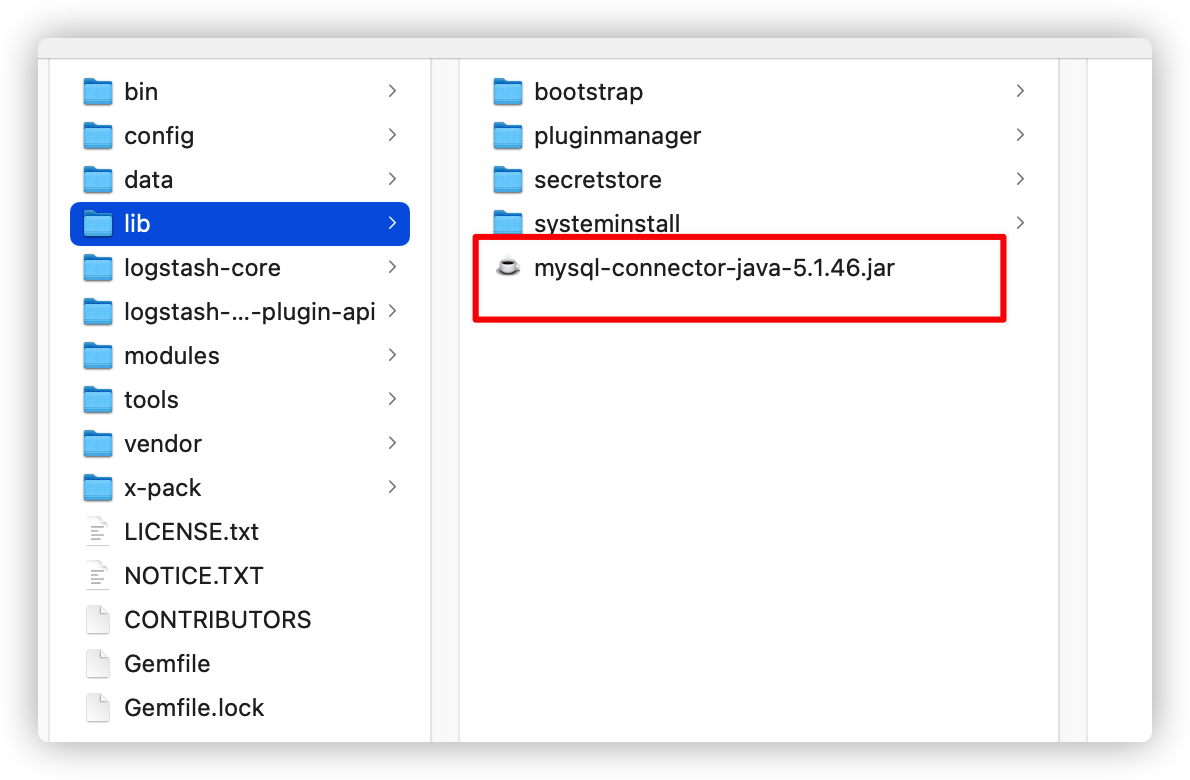 bin
config
data
lib
logstash-core
logstash-...-plugin-api
modules
tools
vendor
x-pack
LICENSE.txt
NOTICE.TXT
CONTRIBUTORS
Gemfile
Gemfile.lock
bootstrap
pluginmanager
secretstore
systeminstall
mysql-connector-java-5.1.46.jar